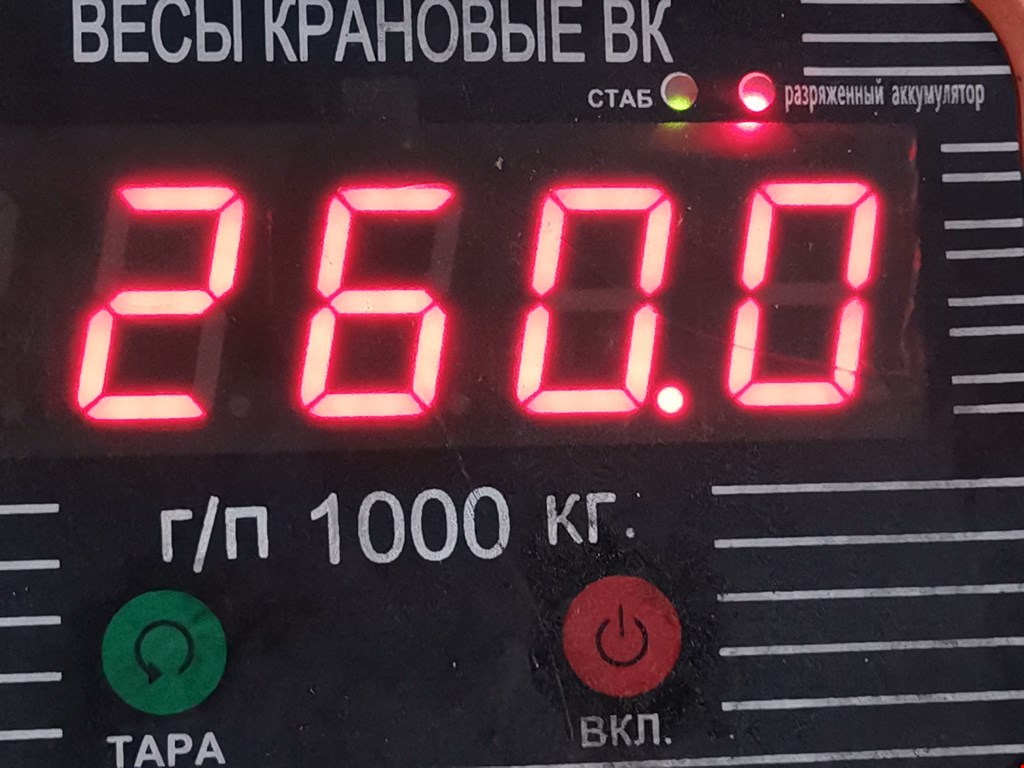 ВЕСЫ КРАНОВЫЕ ВК
СТАБ разряженный аккумулятор
260.0
г/п 1000 кг.
ТАРА ВКЛ.